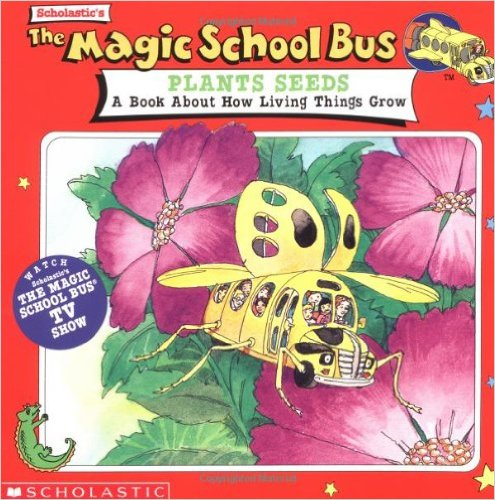 Scholastic's
The Magic School Bus
TM
PLANTS SEEDS
A Book About How Living Things Grow
WATCH
Scholastic's
THE MAGIC
SCHOOL BUS®
TV
SHOW
SCHOLASTIC